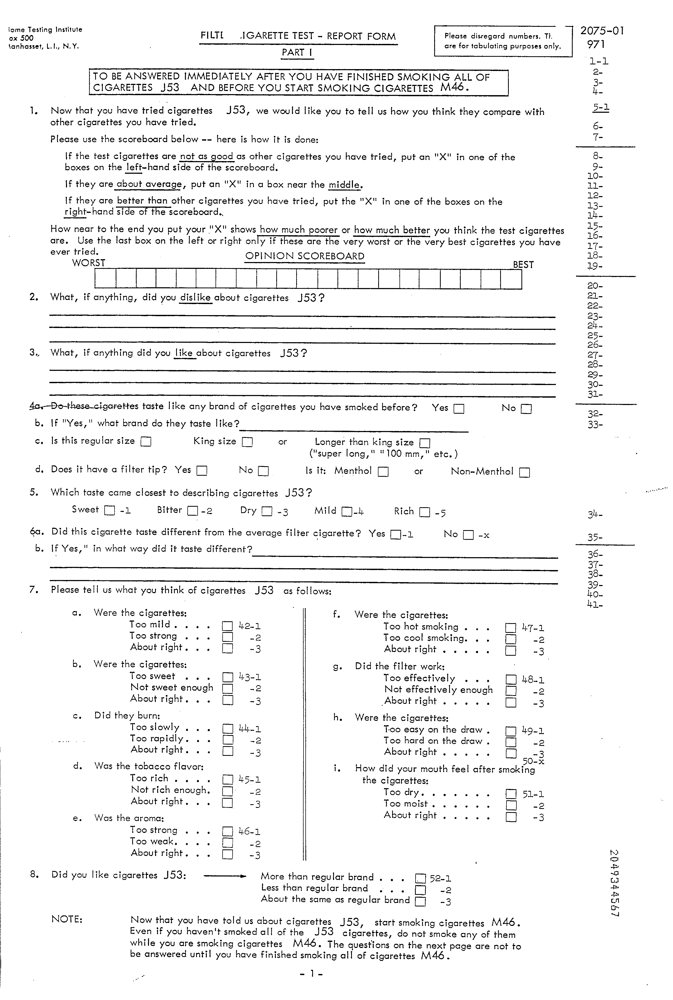 ome Testing Institute
ox 500
anhasset, L.I., N.Y.
FILTE IGARETTE TEST - REPORT FORM
PART I
Please disregard numbers. Th
are for tabulating purposes only.
2075-01
971
TO BE ANSWERED IMMEDIATELY AFTER YOU HAVE FINISHED SMOKING ALL OF
CIGARETTES J53 AND BEFORE YOU START SMOKING CIGARETTES M46.
1-1
2-
3-
4-
5-1
6-
7-
8-
9-
10-
11-
12-
13-
14-
15-
16-
17-
18-
19-
20-
21-
22-
23-
24-
25-
26-
27-
28-
29-
30-
31-
32-
33-
34-
35-
36-
37-
38-
39-
40-
41-
1. Now that you have tried cigarettes J53, we would like you to tell us how you think they compare with
other cigarettes you have tried.
Please use the scoreboard below -- here is how it is done:
If the test cigarettes are not as good as other cigarettes you have tried, put an "X" in one of the
boxes on the left-hand side of the scoreboard.
If they are about average, put an "X" in a box near the middle.
If they are better than other cigarettes you have tried, put the "X" in one of the boxes on the
right-hand side of the scoreboard.
How near to the end you put your "X" shows how much poorer or how much better you think the test cigarettes
are. Use the last box on the left or right only if these are the very worst or the very best cigarettes you have
ever tried.
OPINION SCOREBOARD
WORST BEST
2. What, if anything, did you dislike about cigarettes J53?
3. What, if anything did you like about cigarettes J53?
4a. Do these cigarettes taste like any brand of cigarettes you have smoked before? Yes No
b. If "Yes," what brand do they taste like?
c. Is this regular size King size or Longer than king size
("super long," "100 mm," etc.)
d. Does it have a filter tip? Yes No Is it: Menthol or Non-Menthol
5. Which taste came closest to describing cigarettes J53?
Sweet -1 Bitter -2 Dry -3 Mild -4 Rich -5
6a. Did this cigarette taste different from the average filter cigarette? Yes -1 No -x
b. If Yes," in what way did it taste different?
7. Please tell us what you think of cigarettes J53 as follows:
a. Were the cigarettes:
Too mild . . . . 42-1
Too strong . . . -2
About right. . . -3
b. Were the cigarettes:
Too sweet . . . 43-1
Not sweet enough -2
About right. . . -3
c. Did they burn:
Too slowly . . . 44-1
Too rapidly. . . -2
About right. . . -3
d. Was the tobacco flavor:
Too rich . . . . 45-1
Not rich enough. -2
About right. . . -3
e. Was the aroma:
Too strong . . . 46-1
Too weak. . . . -2
About right. . . -3
f. Were the cigarettes:
Too hot smoking . . . 47-1
Too cool smoking. . . -2
About right . . . . . -3
g. Did the filter work:
Too effectively . . . 48-1
Not effectively enough -2
About right . . . . . -3
h. Were the cigarettes:
Too easy on the draw . 49-1
Too hard on the draw . -2
About right . . . . . -3
50-x
i. How did your mouth feel after smoking
the cigarettes:
Too dry. . . . . . . 51-1
Too moist . . . . . . -2
About right . . . . . -3
8. Did you like cigarettes J53: More than regular brand . . . 52-1
Less than regular brand . . . -2
About the same as regular brand -3
NOTE: Now that you have told us about cigarettes J53, start smoking cigarettes M46.
Even if you haven't smoked all of the J53 cigarettes, do not smoke any of them
while you are smoking cigarettes M46. The questions on the next page are not to
be answered until you have finished smoking all of cigarettes M46.
- 1 -
2049344567